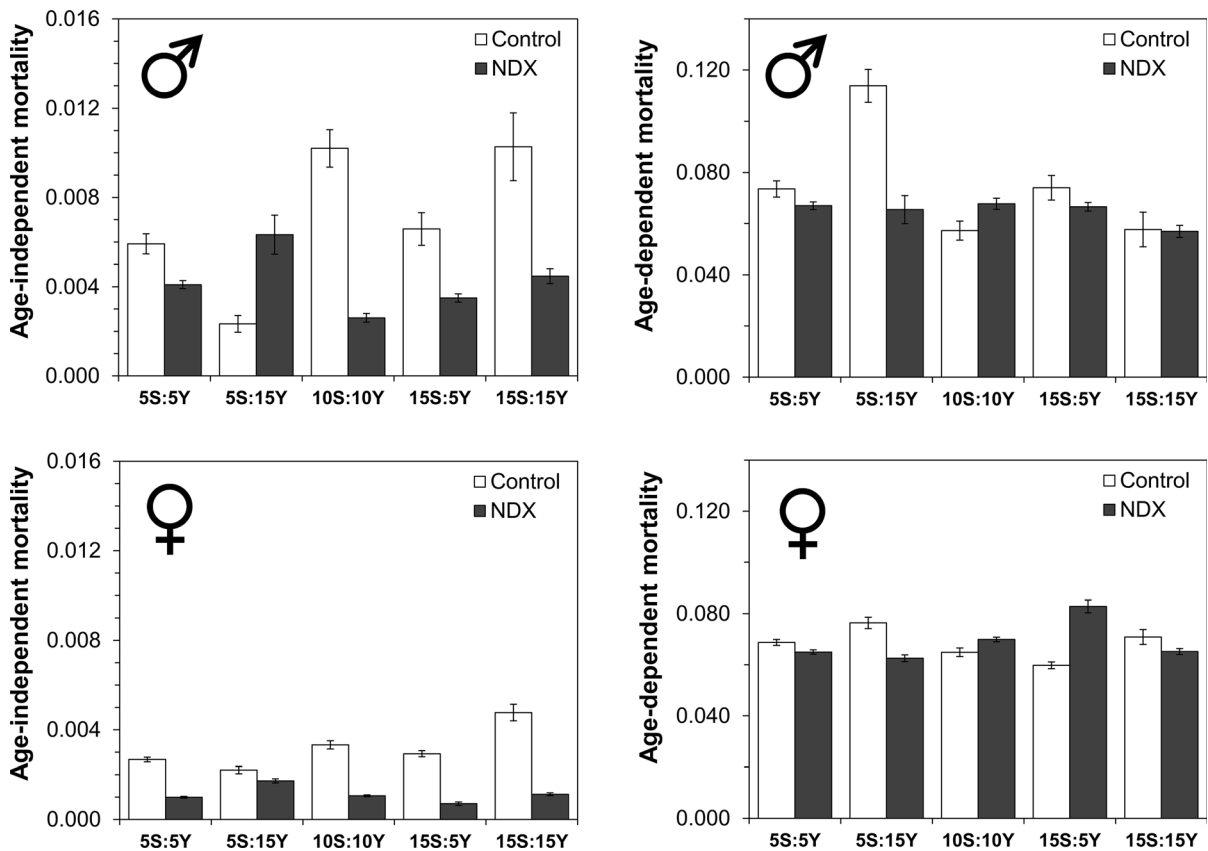 Age-independent mortality
0.016
0.012
0.008
0.004
0.000
Control
NDX
5S:5Y 5S:15Y 10S:10Y 15S:5Y 15S:15Y
Age-dependent mortality
0.120
0.080
0.040
0.000
Control
NDX
5S:5Y 5S:15Y 10S:10Y 15S:5Y 15S:15Y
Age-independent mortality
0.016
0.012
0.008
0.004
0.000
Control
NDX
5S:5Y 5S:15Y 10S:10Y 15S:5Y 15S:15Y
Age-dependent mortality
0.120
0.080
0.040
0.000
Control
NDX
5S:5Y 5S:15Y 10S:10Y 15S:5Y 15S:15Y